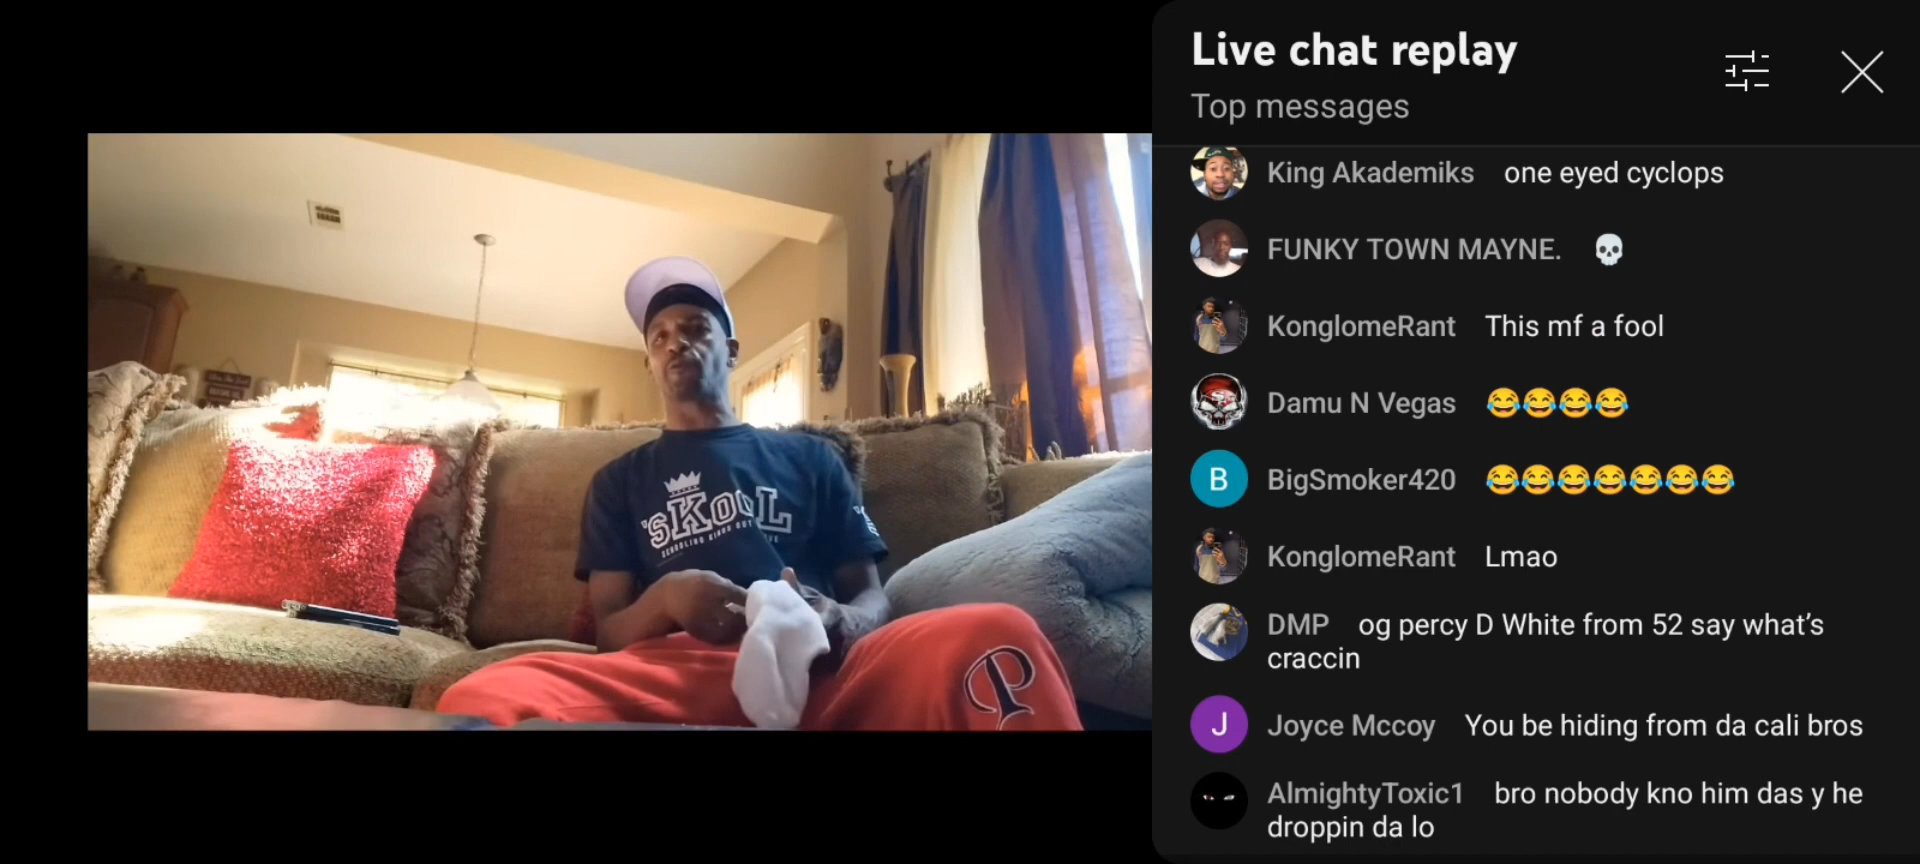 Live chat replay
Top messages
King Akademiks one eyed cyclops
FUNKY TOWN MAYNE. 💀
KonglomeRant This mf a fool
Damu N Vegas 😂😂😂😂
B BigSmoker420 😂😂😂😂😂😂😂
KonglomeRant Lmao
DMP og percy D White from 52 say what’s
craccin
J Joyce Mccoy You be hiding from da cali bros
AlmightyToxic1 bro nobody kno him das y he
droppin da lo
'SKOOL
P